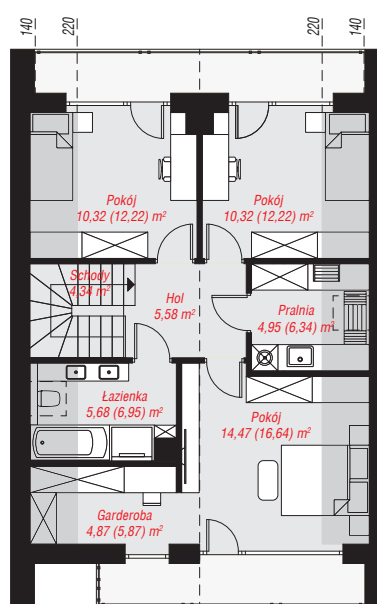 140
220
220
140
Pokój
10,32 (12,22) m²
Pokój
10,32 (12,22) m²
Schody
4,34 m²
Hol
5,58 m²
Pralnia
4,95 (6,34) m²
Łazienka
5,68 (6,95) m²
Pokój
14,47 (16,64) m²
Garderoba
4,87 (5,87) m²